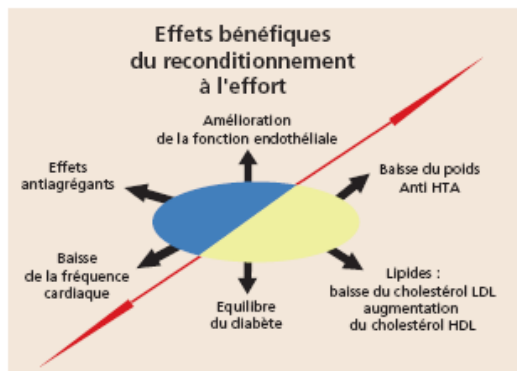 Effets bénéfiques
du reconditionnement
à l'effort
Amélioration
de la fonction endothéliale
Effets
antiagrégants
Baisse du poids
Anti HTA
Baisse
de la fréquence
cardiaque
Equilibre
du diabète
Lipides :
baisse du cholestérol LDL
augmentation
du cholestérol HDL